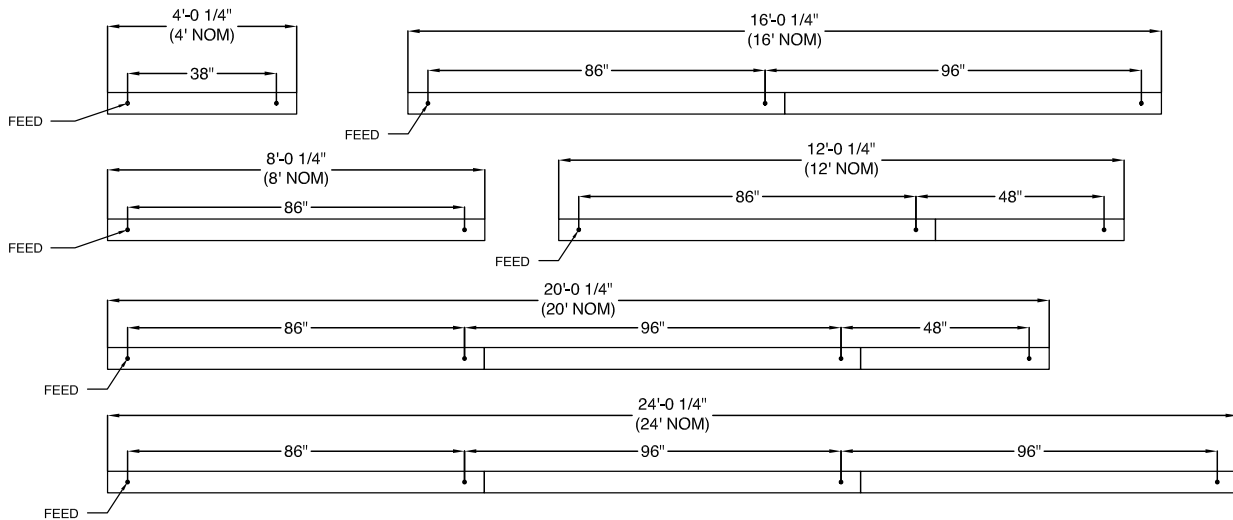 4'-0 1/4"
(4' NOM)
38"
FEED
16'-0 1/4"
(16' NOM)
86"
96"
FEED
8'-0 1/4"
(8' NOM)
86"
FEED
12'-0 1/4"
(12' NOM)
86"
48"
FEED
20'-0 1/4"
(20' NOM)
86"
96"
48"
FEED
24'-0 1/4"
(24' NOM)
86"
96"
96"
FEED